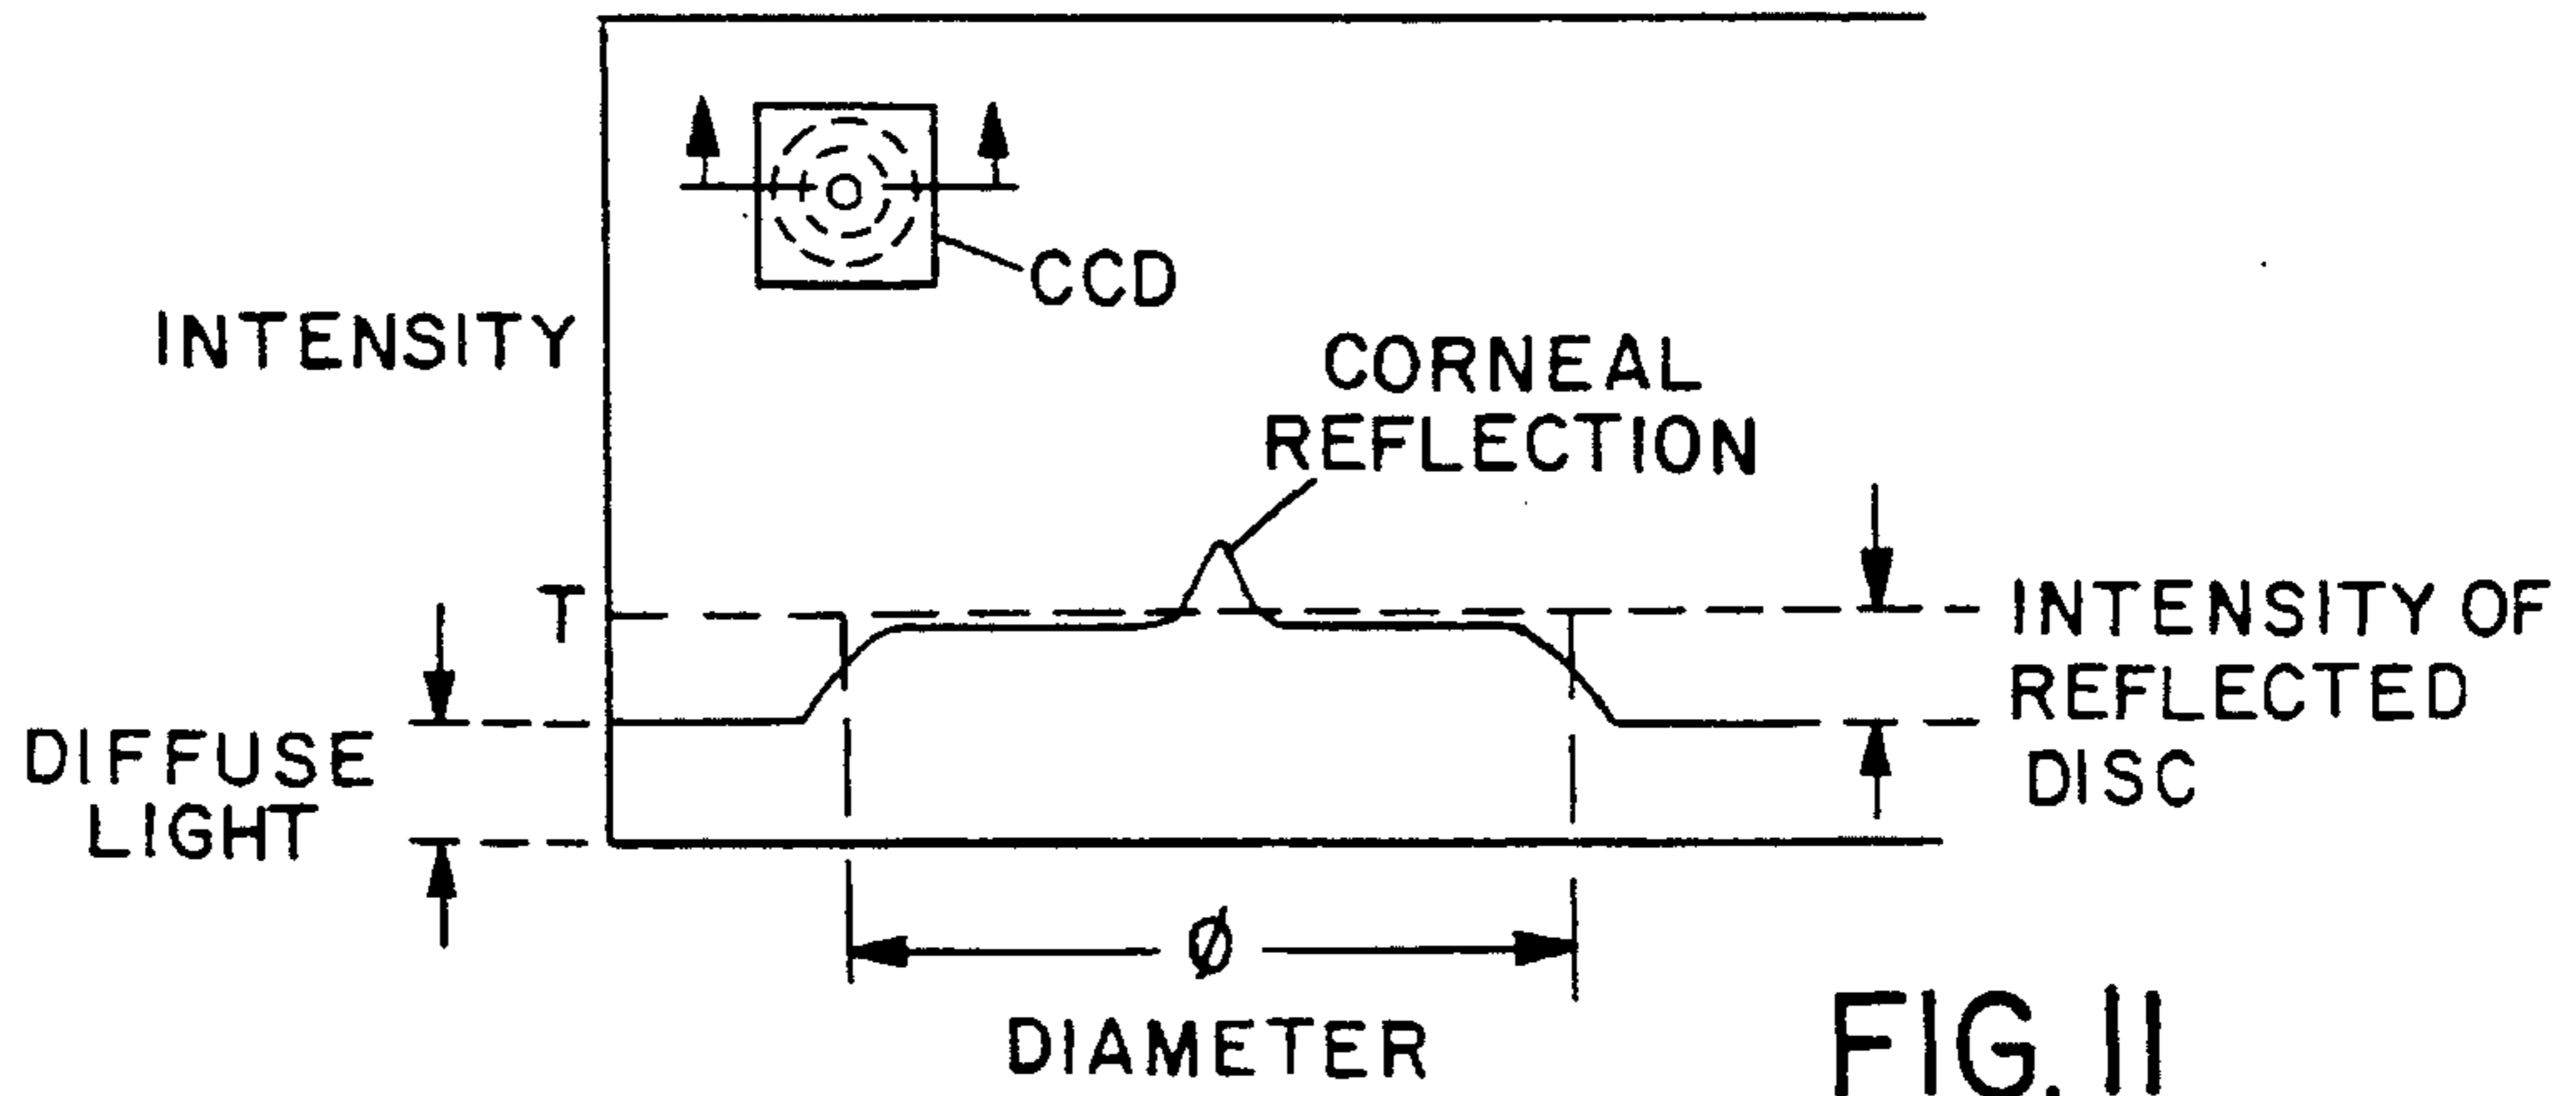 CCD
INTENSITY
CORNEAL
REFLECTION
T
INTENSITY OF
REFLECTED
DISC
DIFFUSE
LIGHT
Ø
DIAMETER
FIG. 11